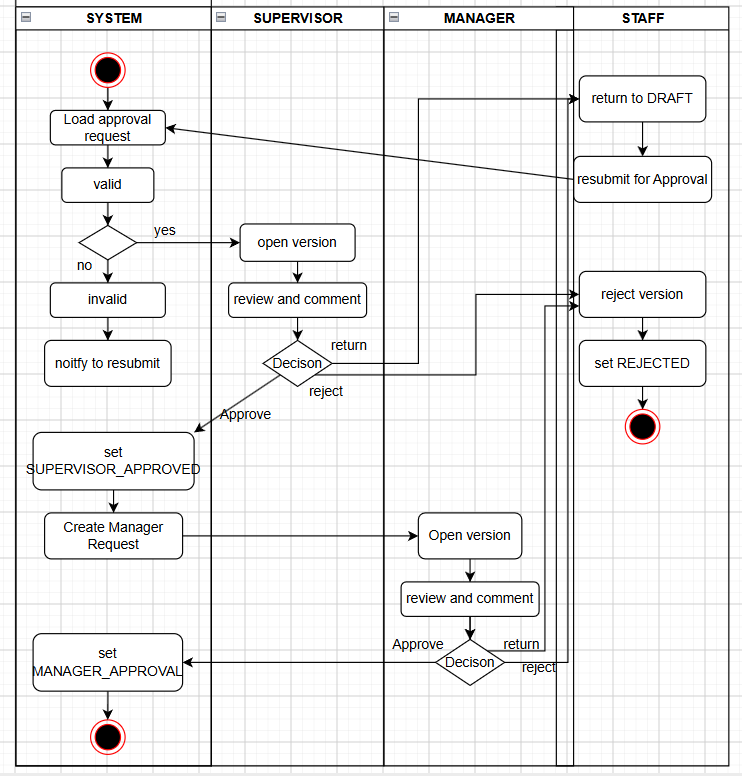 SYSTEM
SUPERVISOR
MANAGER
STAFF
Load approval
request
valid
yes
no
invalid
noitfy to resubmit
open version
review and comment
Decison
return
reject
Approve
set
SUPERVISOR_APPROVED
Create Manager
Request
Open version
review and comment
Decison
Approve
return
reject
set
MANAGER_APPROVAL
return to DRAFT
resubmit for Approval
reject version
set REJECTED